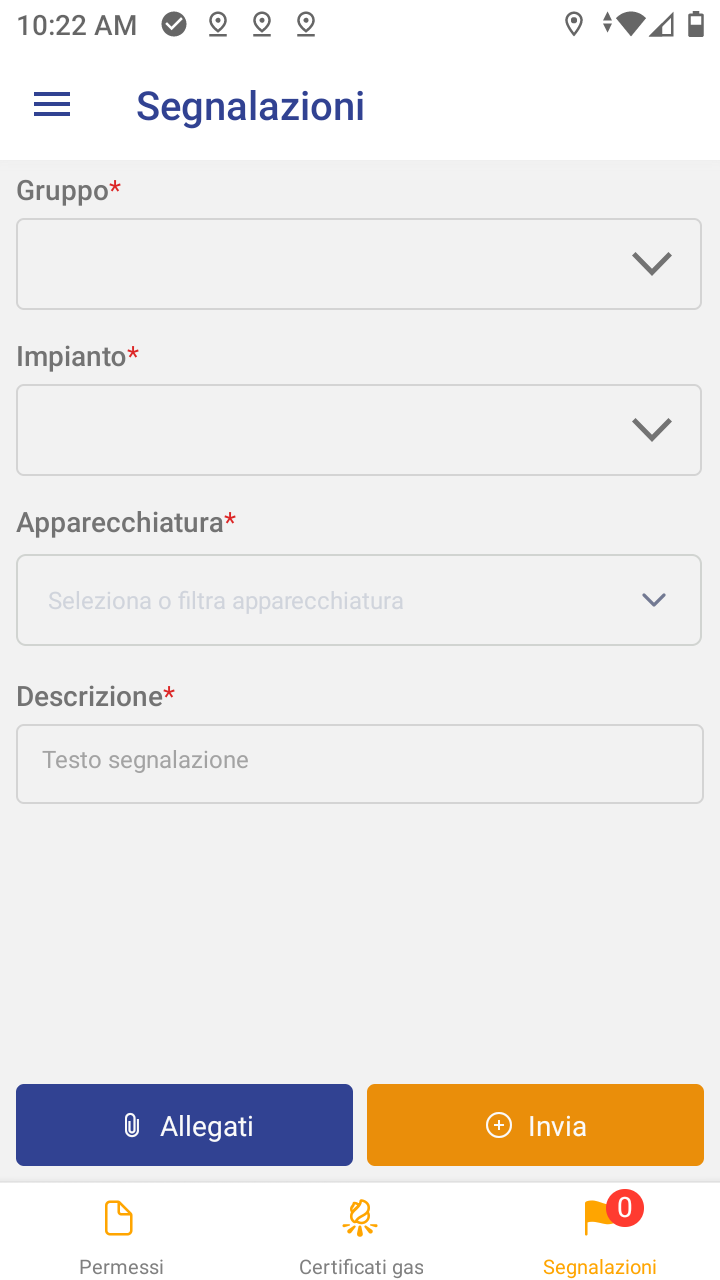 10:22 AM
Segnalazioni
Gruppo*
Impianto*
Apparecchiatura*
Seleziona o filtra apparecchiatura
Descrizione*
Testo segnalazione
Allegati
Invia
0
Permessi
Certificati gas
Segnalazioni